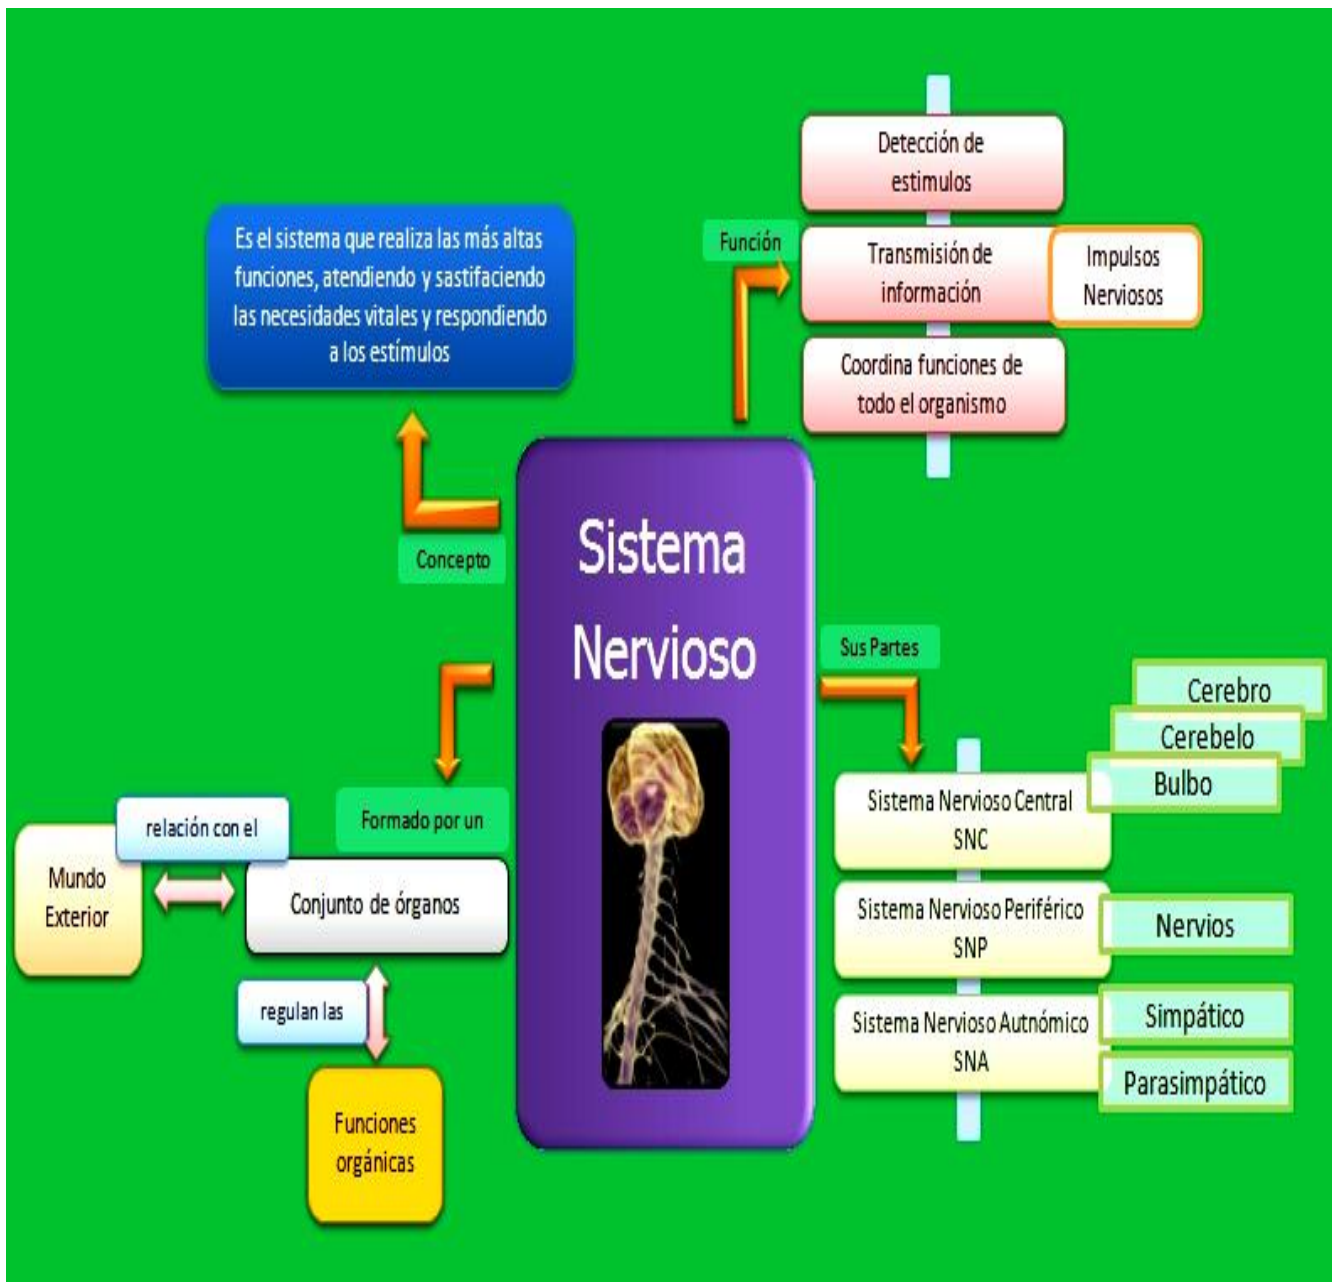 Es el sistema que realiza las más altas
funciones, atendiendo y sastifaciendo
las necesidades vitales y respondiendo
a los estímulos
Concepto
Función
Detección de
estimulos
Transmisión de
información
Impulsos
Nerviosos
Coordina funciones de
todo el organismo
Sistema
Nervioso
Sus Partes
Cerebro
Cerebelo
Bulbo
Sistema Nervioso Central
SNC
Sistema Nervioso Periférico
SNP
Nervios
Sistema Nervioso Autnómico
SNA
Simpático
Parasimpático
Formado por un
Conjunto de órganos
relación con el
Mundo
Exterior
regulan las
Funciones
orgánicas